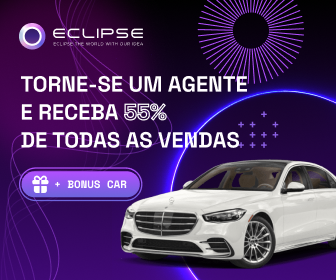 ECLIPSE
ECLIPSE THE WORLD WITH OUR IDEA
TORNE-SE UM AGENTE
E RECEBA 55%
DE TODAS AS VENDAS
+ BONUS CAR